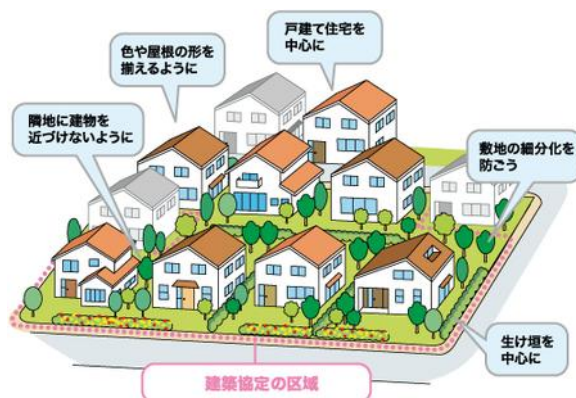 戸建て住宅を
中心に
色や屋根の形を
揃えるように
隣地に建物を
近づけないように
敷地の細分化を
防ごう
生け垣を
中心に
建築協定の区域